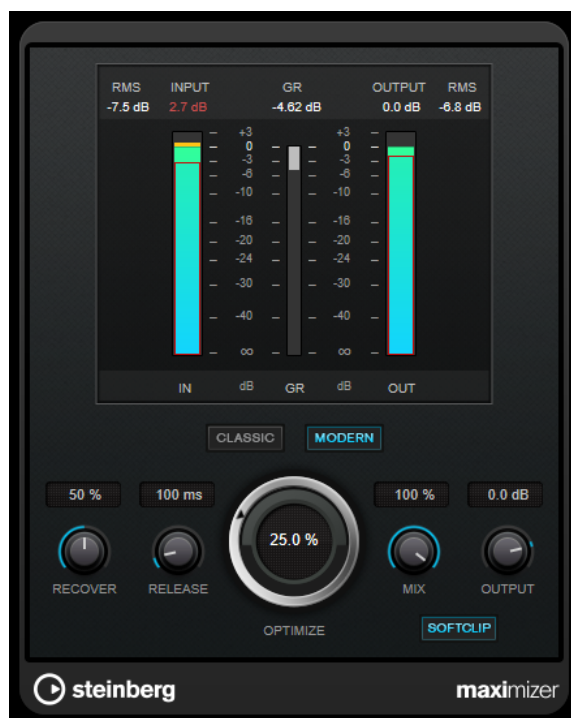 RMS INPUT GR OUTPUT RMS
-7.5 dB 2.7 dB -4.62 dB 0.0 dB -6.8 dB
+3 +3
0 0
-3 -3
-6 -6
-10 -10
-16 -16
-20 -20
-24 -24
-30 -30
-40 -40
∞ ∞
IN dB GR dB OUT
CLASSIC MODERN
50 % 100 ms 100 % 0.0 dB
25.0 %
RECOVER RELEASE MIX OUTPUT
OPTIMIZE SOFTCLIP
steinberg maximizer